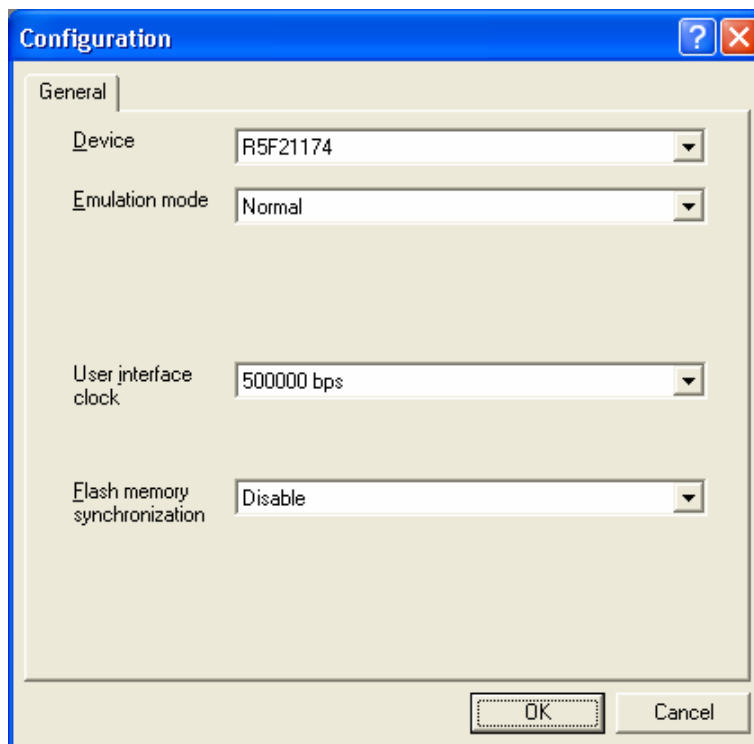 Configuration
General
Device R5F21174
Emulation mode Normal
User interface
clock
500000 bps
Flash memory
synchronization
Disable
OK Cancel